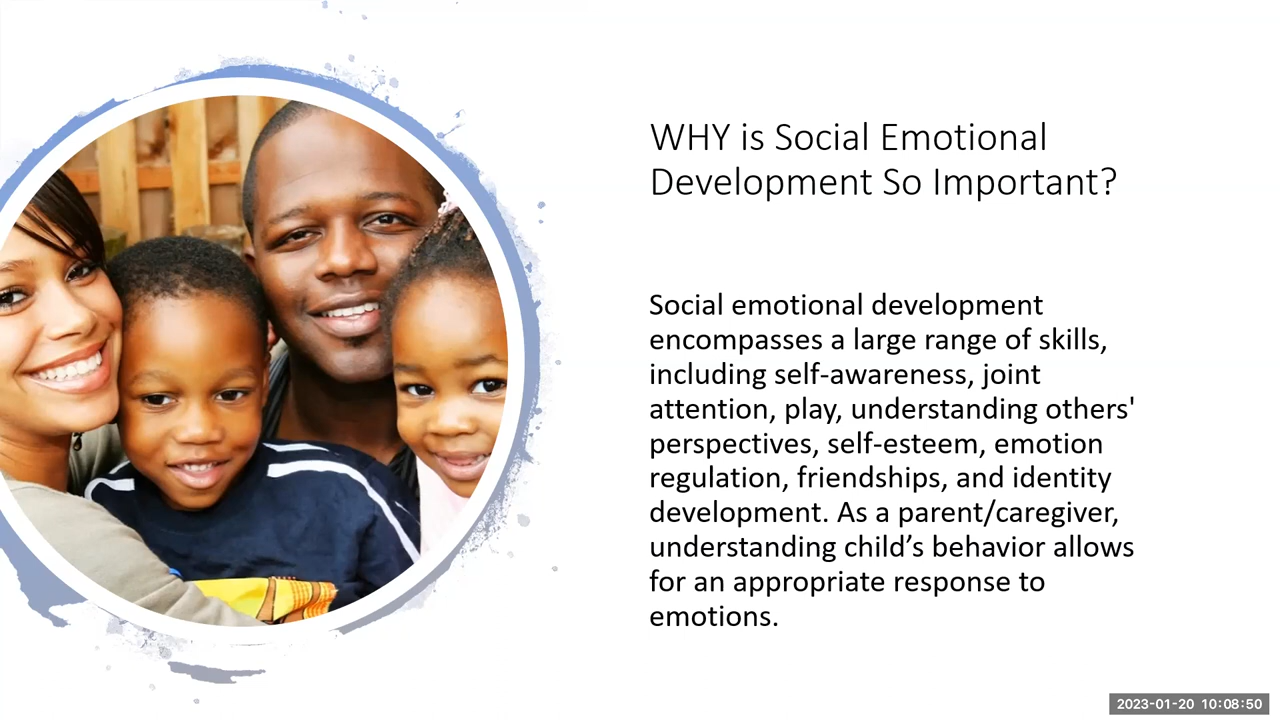 WHY is Social Emotional
Development So Important?
Social emotional development
encompasses a large range of skills,
including self-awareness, joint
attention, play, understanding others'
perspectives, self-esteem, emotion
regulation, friendships, and identity
development. As a parent/caregiver,
understanding child’s behavior allows
for an appropriate response to
emotions.
2023-01-20 10:08:50